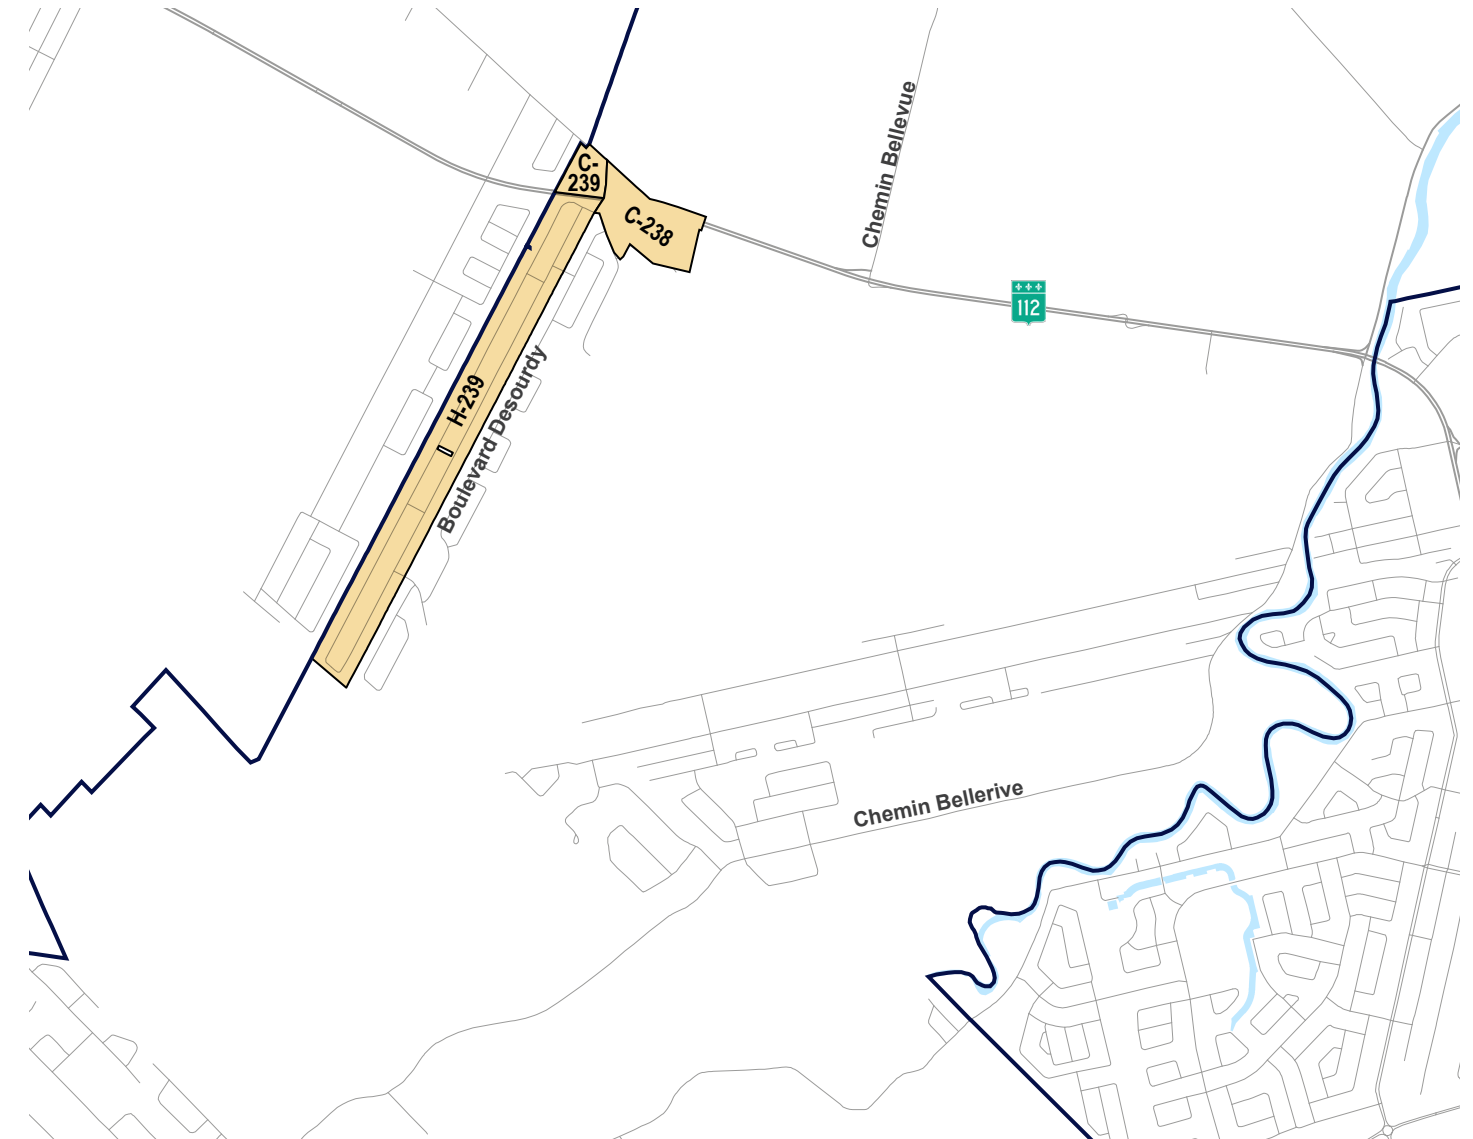 Chemin Bellevue
C-
239
C-238
112
H-239
Boulevard Desourdy
Chemin Bellerive